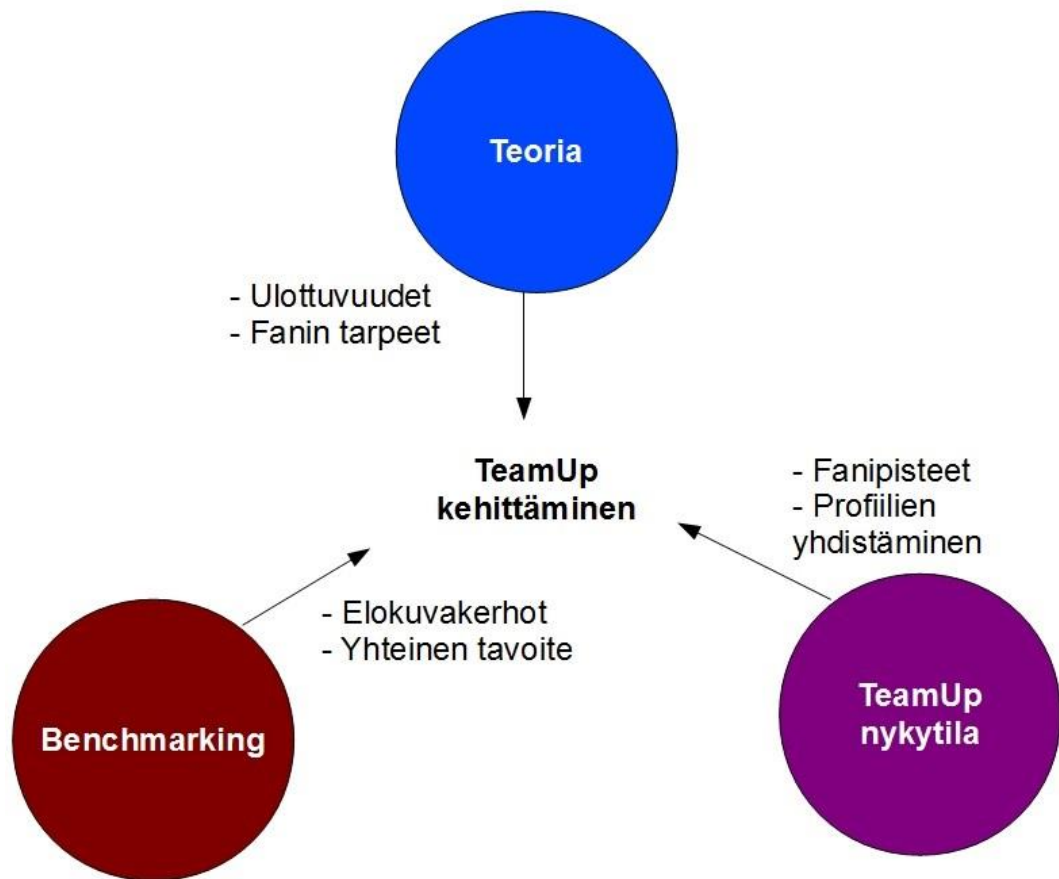 Teoria
- Ulottuvuudet
- Fanin tarpeet
TeamUp
kehittäminen
- Fanipisteet
- Profiilien
yhdistäminen
- Elokuvakerhot
- Yhteinen tavoite
Benchmarking
TeamUp
nykytila